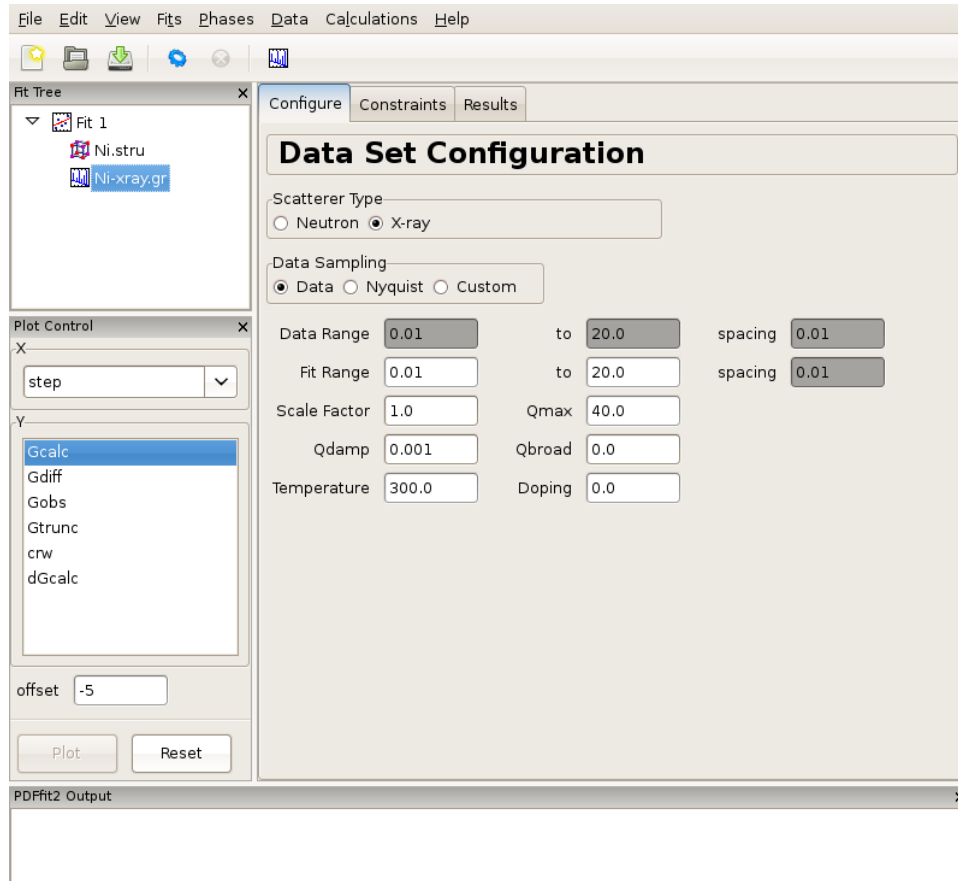 File Edit View Fits Phases Data Calculations Help
Fit Tree x
Fit 1
Ni.stru
Ni-xray.gr
Plot Control x
X
step
Y
Gcalc
Gdiff
Gobs
Gtrunc
crw
dGcalc
offset -5
Plot Reset
Configure Constraints Results
Data Set Configuration
Scatterer Type
Neutron X-ray
Data Sampling
Data Nyquist Custom
Data Range 0.01 to 20.0 spacing 0.01
Fit Range 0.01 to 20.0 spacing 0.01
Scale Factor 1.0 Qmax 40.0
Qdamp 0.001 Qbroad 0.0
Temperature 300.0 Doping 0.0
PDFfit2 Output